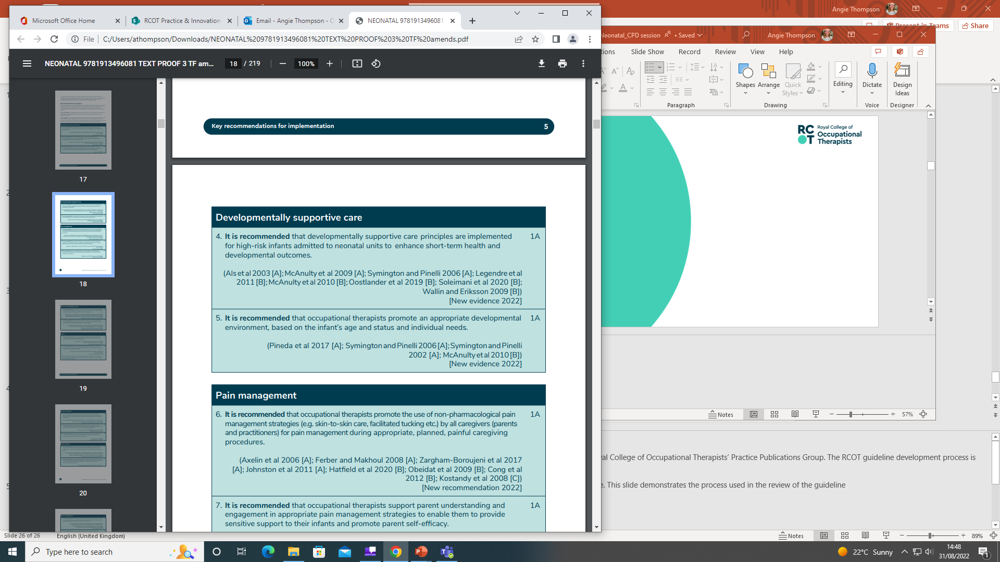 Microsoft Office Home
RCOT Practice & Innovation
Email - Angie Thompson - O
NEONATAL 9781913496081
File
C:/Users/athompson/Downloads/NEONATAL%209781913496081%20TEXT%20PROOF%203%20TF%20amends.pdf
NEONATAL 9781913496081 TEXT PROOF 3 TF am...
18 / 219
100%
17
18
19
20
Key recommendations for implementation 5
Developmentally supportive care
4. It is recommended that developmentally supportive care principles are implemented 1A
for high-risk infants admitted to neonatal units to enhance short-term health and
developmental outcomes.
(Als et al 2003 [A]; McAnulty et al 2009 [A]; Symington and Pinelli 2006 [A]; Legendre et al
2011 [B]; McAnulty et al 2010 [B]; Oostlander et al 2019 [B]; Soleimani et al 2020 [B];
Wallin and Eriksson 2009 [B])
[New evidence 2022]
5. It is recommended that occupational therapists promote an appropriate developmental 1A
environment, based on the infant's age and status and individual needs.
(Pineda et al 2017 [A]; Symington and Pinelli 2006 [A]; Symington and Pinelli
2002 [A]; McAnulty et al 2010 [B])
[New evidence 2022]
Pain management
6. It is recommended that occupational therapists promote the use of non-pharmacological pain 1A
management strategies (e.g. skin-to-skin care, facilitated tucking etc.) by all caregivers (parents
and practitioners) for pain management during appropriate, planned, painful caregiving
procedures.
(Axelin et al 2006 [A]; Ferber and Makhoul 2008 [A]; Zargham-Boroujeni et al 2017
[A]; Johnston et al 2011 [A]; Hatfield et al 2020 [B]; Obeidat et al 2009 [B]; Cong et al
2012 [B]; Kostandy et al 2008 [C])
[New recommendation 2022]
7. It is recommended that occupational therapists support parent understanding and 1A
engagement in appropriate pain management strategies to enable them to provide
sensitive support to their infants and promote parent self-efficacy.
Angie Thompson
Present in Teams
Share
Neonatal_CPD session • Saved
Angie Thompson
Slide Show
Record
Review
View
Help
Shapes
Arrange
Quick
Styles
Editing
Dictate
Design
Ideas
Paragraph
Drawing
Voice
Designer
RC
OT
Royal College of
Occupational
Therapists
Notes
57%
al College of Occupational Therapists' Practice Publications Group. The RCOT guideline development process is
e. This slide demonstrates the process used in the review of the guideline
Slide 26 of 26
English (United Kingdom)
Notes
89%
Type here to search
22°C Sunny
14:48
31/08/2022
1